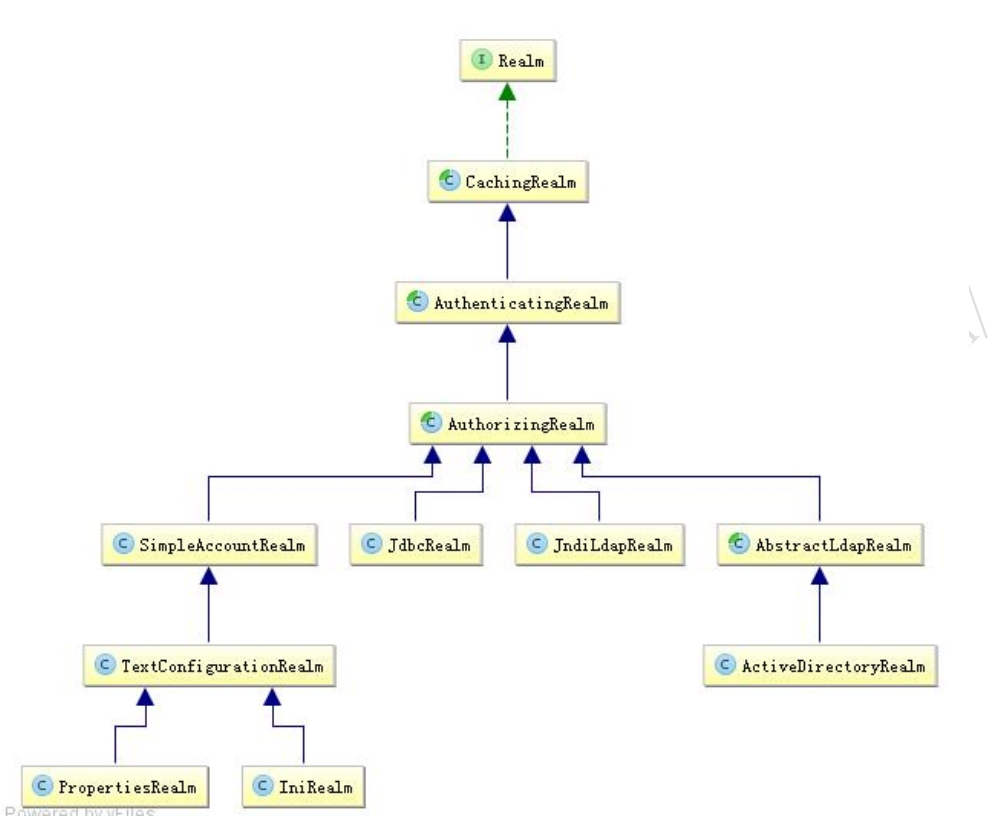 I Realm
C CachingRealm
C AuthenticatingRealm
C AuthorizingRealm
C SimpleAccountRealm
C JdbcRealm
C JndiLdapRealm
C AbstractLdapRealm
C TextConfigurationRealm
C ActiveDirectoryRealm
C PropertiesRealm
C IniRealm
Powered by yFiles